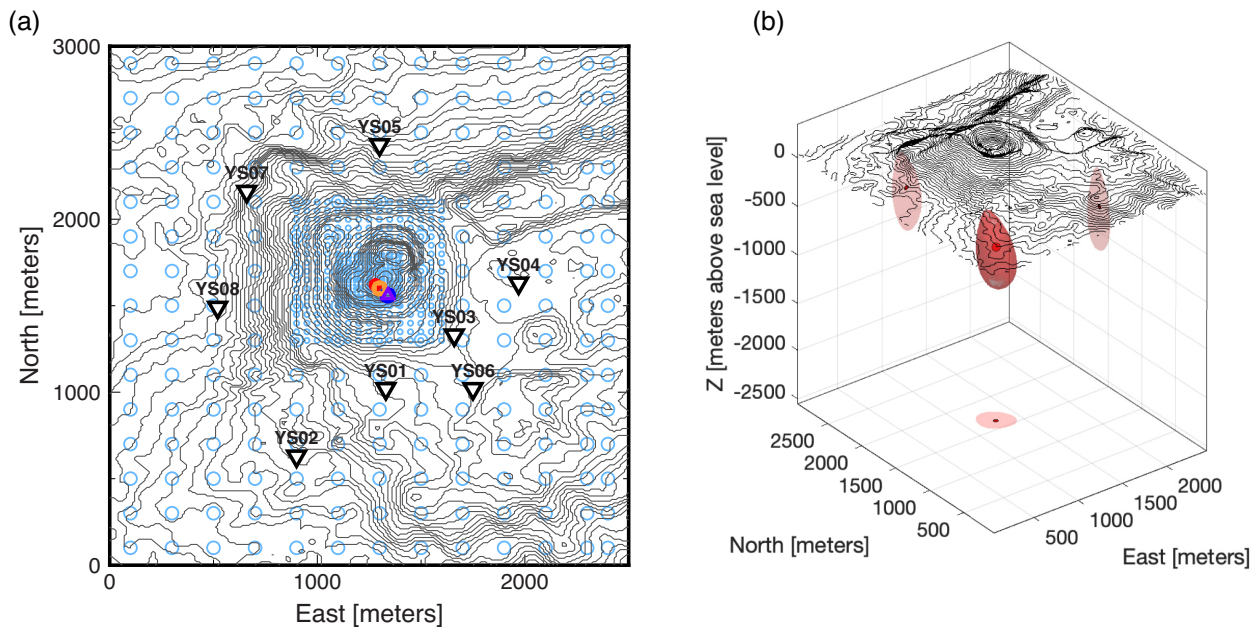 (a)
(b)
3000
2000
1000
0
North [meters]
0
1000
2000
East [meters]
YS05
YS07
YS04
YS08
YS03
YS01
YS06
YS02
Z [meters above sea level]
0
-500
-1000
-1500
-2000
-2500
2500
2000
1500
1000
500
North [meters]
500
1000
1500
2000
East [meters]